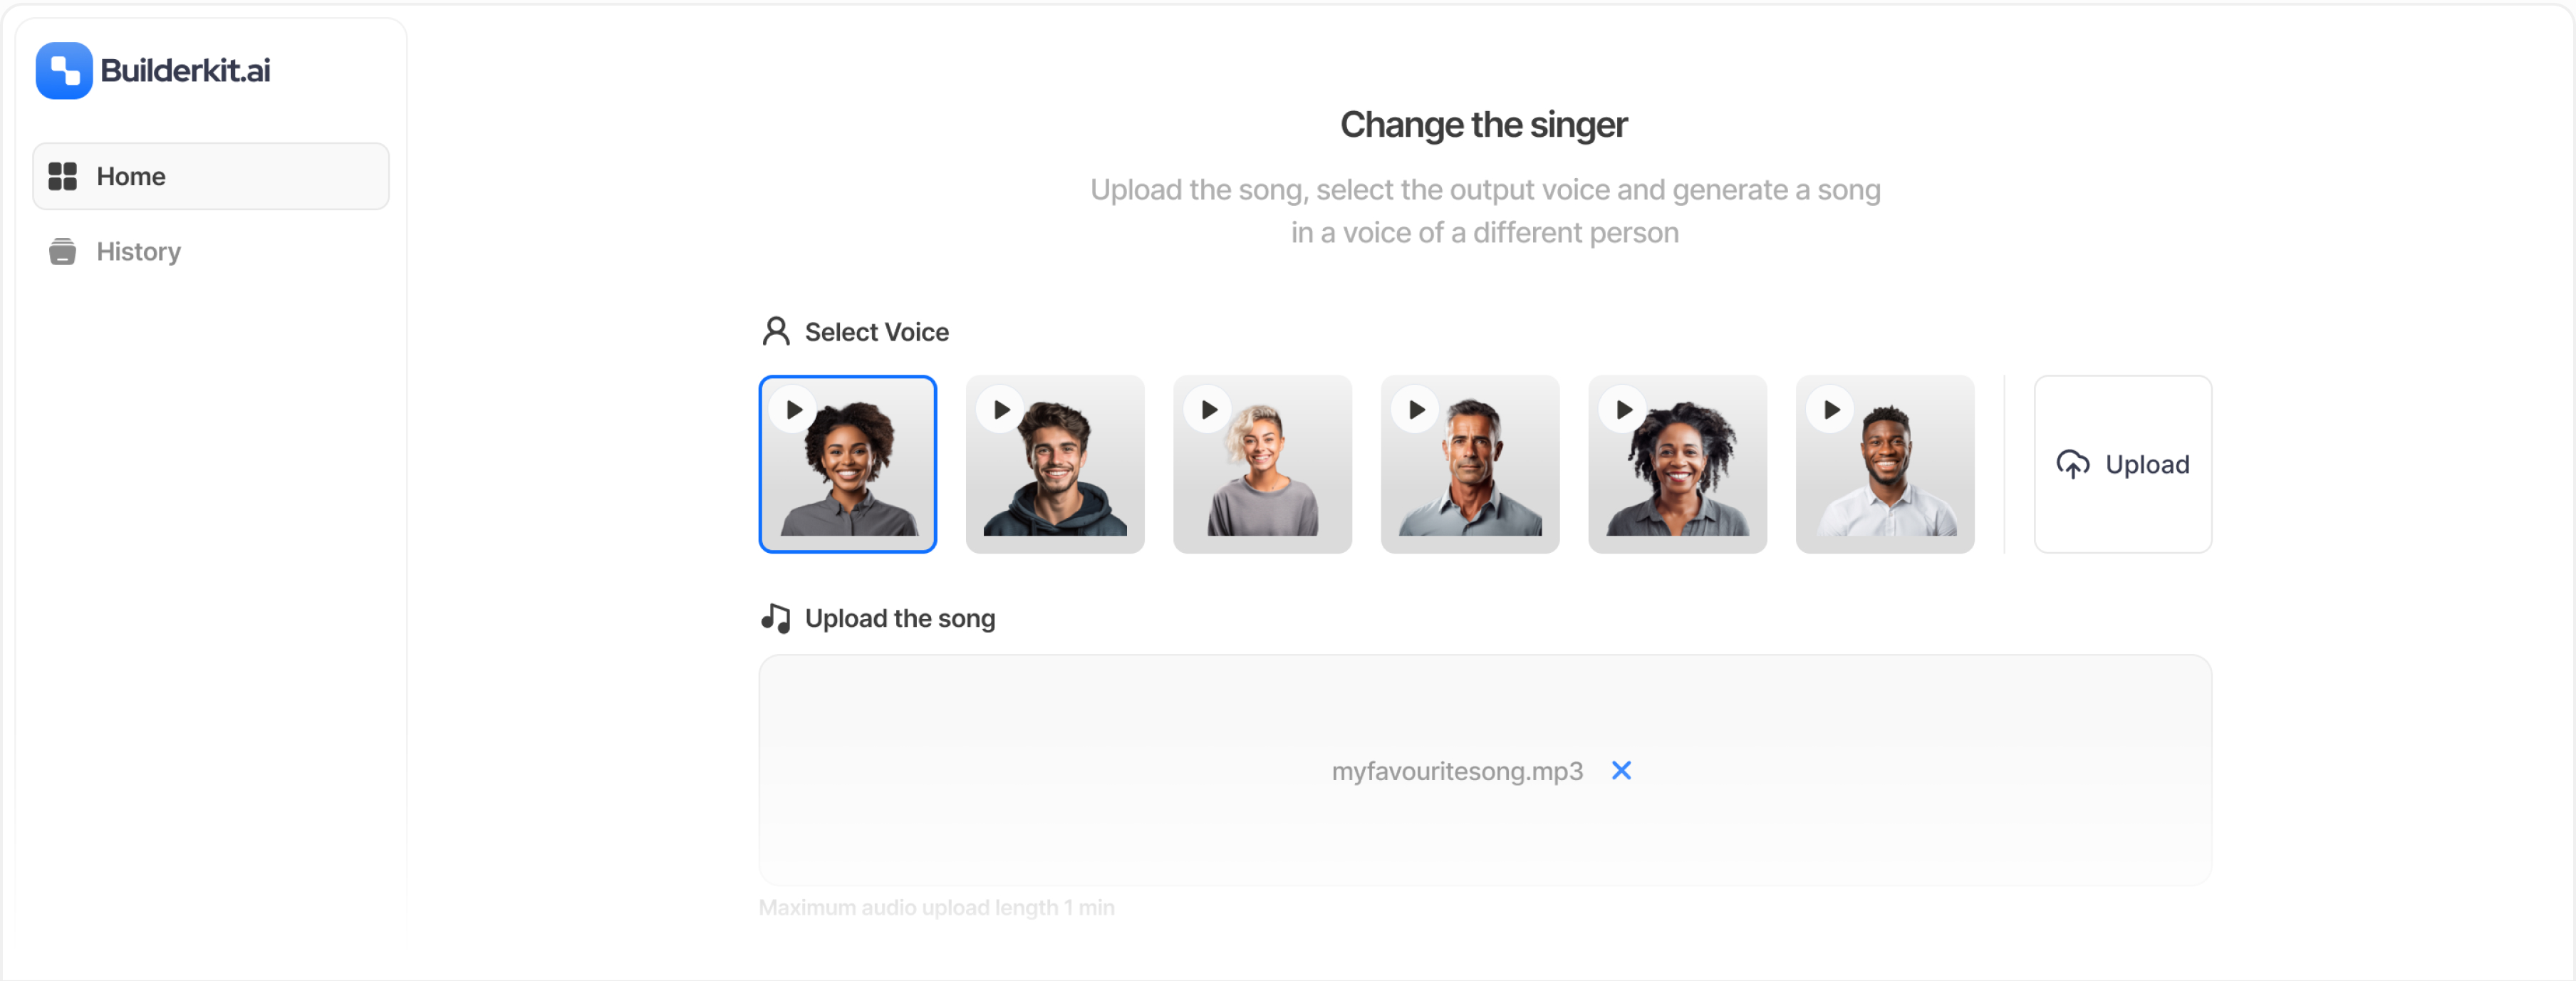 Builderkit.ai
Home
History
Change the singer
Upload the song, select the output voice and generate a song
in a voice of a different person
Select Voice
Upload
Upload the song
myfavouritesong.mp3
Maximum audio upload length 1 min